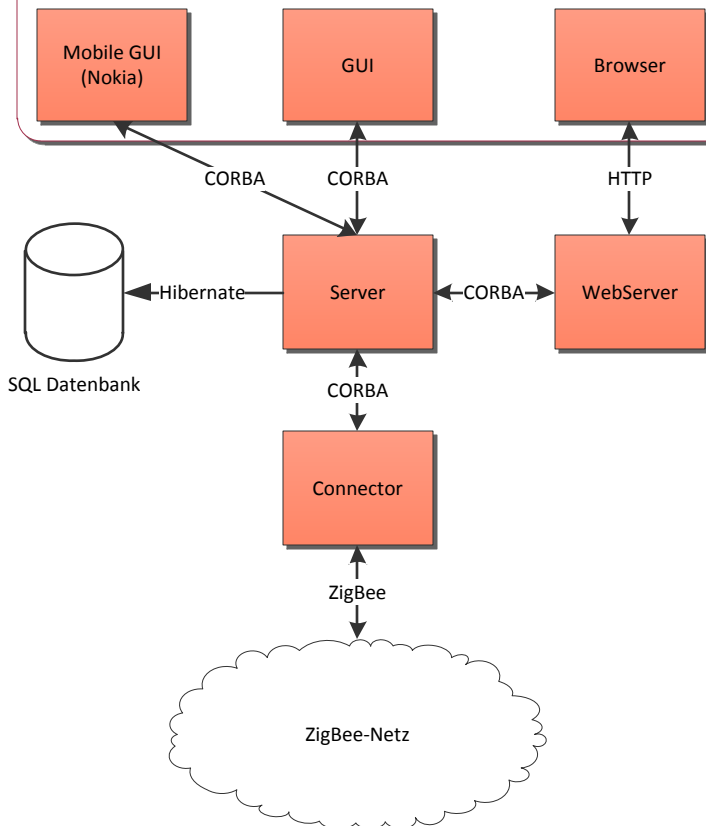 Mobile GUI
(Nokia)
GUI
Browser
CORBA
CORBA
HTTP
Hibernate
Server
CORBA
WebServer
SQL Datenbank
CORBA
Connector
ZigBee
ZigBee-Netz